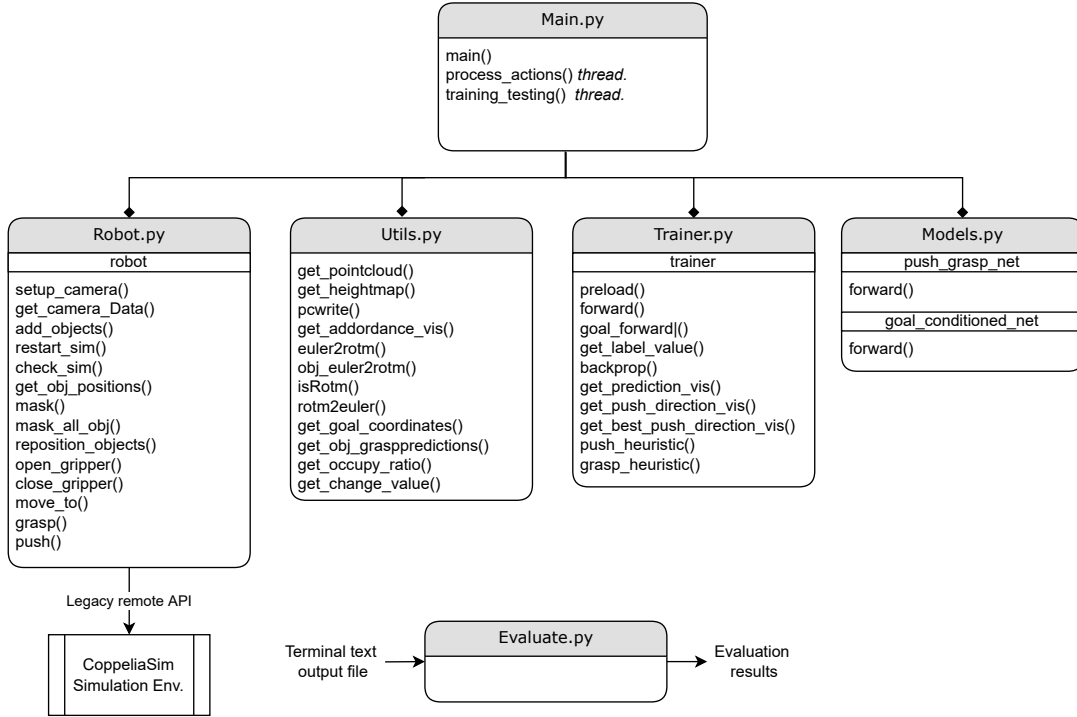 Main.py
main()
process_actions() thread.
training_testing() thread.
Robot.py
robot
setup_camera()
get_camera_Data()
add_objects()
restart_sim()
check_sim()
get_obj_positions()
mask()
mask_all_obj()
reposition_objects()
open_gripper()
close_gripper()
move_to()
grasp()
push()
Utils.py
get_pointcloud()
get_heightmap()
pcwrite()
get_addordance_vis()
euler2rotm()
obj_euler2rotm()
isRotm()
rotm2euler()
get_goal_coordinates()
get_obj_grasppredictions()
get_occupy_ratio()
get_change_value()
Trainer.py
trainer
preload()
forward()
goal_forward|()
get_label_value()
backprop()
get_prediction_vis()
get_push_direction_vis()
get_best_push_direction_vis()
push_heuristic()
grasp_heuristic()
Models.py
push_grasp_net
forward()
goal_conditioned_net
forward()
Legacy remote API
CoppeliaSim
Simulation Env.
Terminal text
output file
Evaluate.py
Evaluation
results